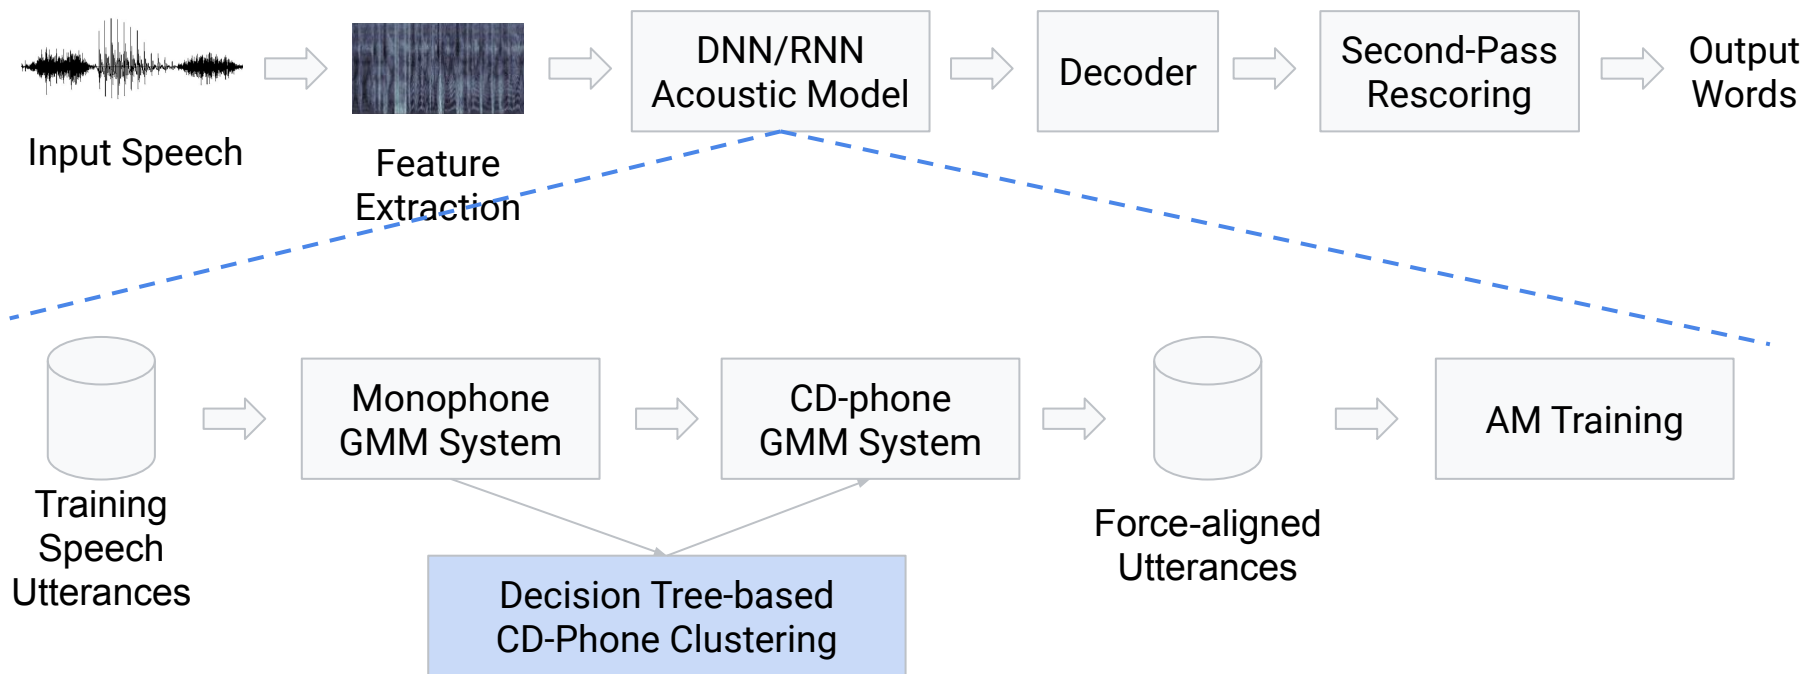 Input Speech
Feature
Extraction
DNN/RNN
Acoustic Model
Decoder
Second-Pass
Rescoring
Output
Words
Training
Speech
Utterances
Monophone
GMM System
Decision Tree-based
CD-Phone Clustering
CD-phone
GMM System
Force-aligned
Utterances
AM Training